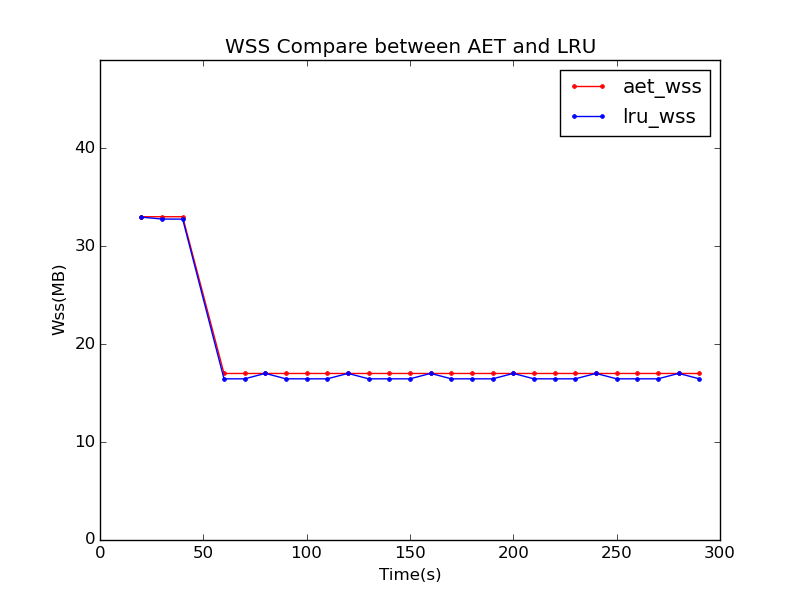 WSS Compare between AET and LRU
aet_wss
lru_wss
Wss(MB)
40
30
20
10
0
0 50 100 150 200 250 300
Time(s)